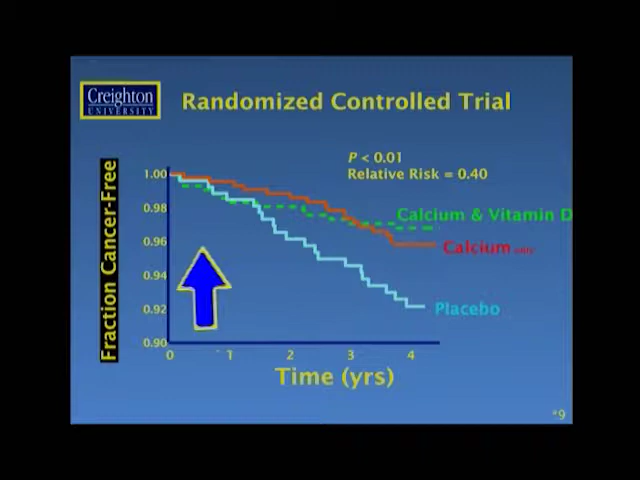 Creighton
UNIVERSITY
Randomized Controlled Trial
P < 0.01
Relative Risk = 0.40
Fraction Cancer-Free
1.00
0.98
0.96
0.94
0.92
0.90
Calcium & Vitamin D
Calcium only
Placebo
0 1 2 3 4
Time (yrs)
*9